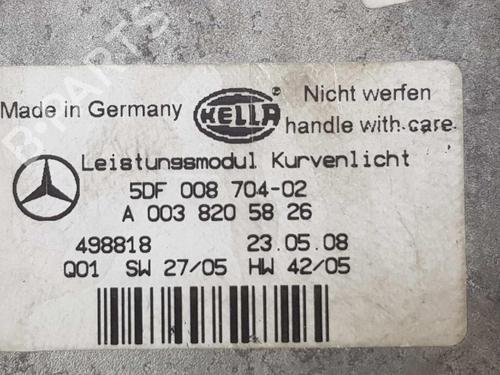 Made in Germany
HELLA
Nicht werfen
handle with care
Leistungsmodul Kurvenlicht
5DF 008 704-02
A 003 820 58 26
498818 23.05.08
Q01 SW 27/05 HW 42/05
B-PARTS